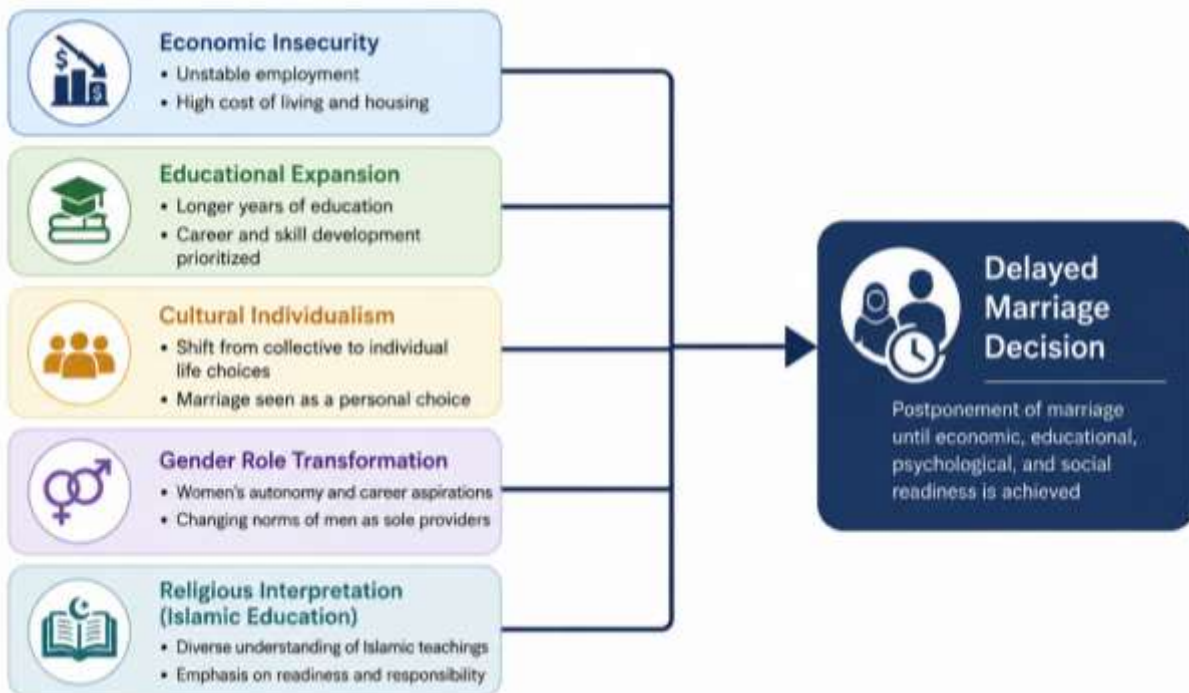 Economic Insecurity
• Unstable employment
• High cost of living and housing
Educational Expansion
• Longer years of education
• Career and skill development
prioritized
Cultural Individualism
• Shift from collective to individual
life choices
• Marriage seen as a personal choice
Gender Role Transformation
• Women's autonomy and career aspirations
• Changing norms of men as sole providers
Religious Interpretation
(Islamic Education)
• Diverse understanding of Islamic teachings
• Emphasis on readiness and responsibility
Delayed
Marriage
Decision
Postponement of marriage
until economic, educational,
psychological, and social
readiness is achieved